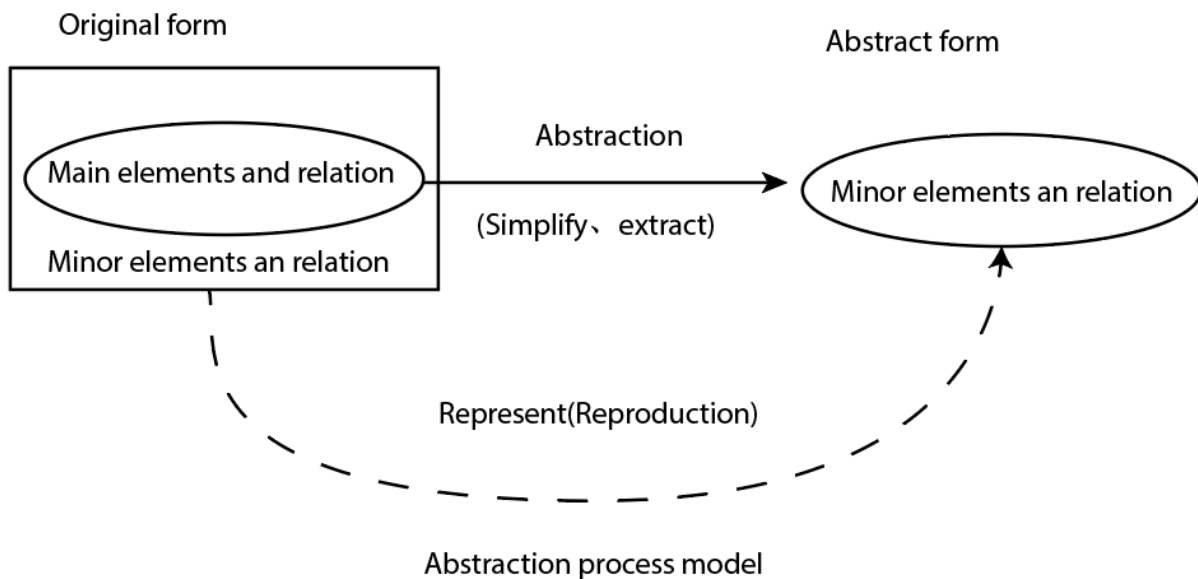 Original form
Abstract form
Main elements and relation
Minor elements an relation
Abstraction
(Simplify、extract)
Minor elements an relation
Represent(Reproduction)
Abstraction process model